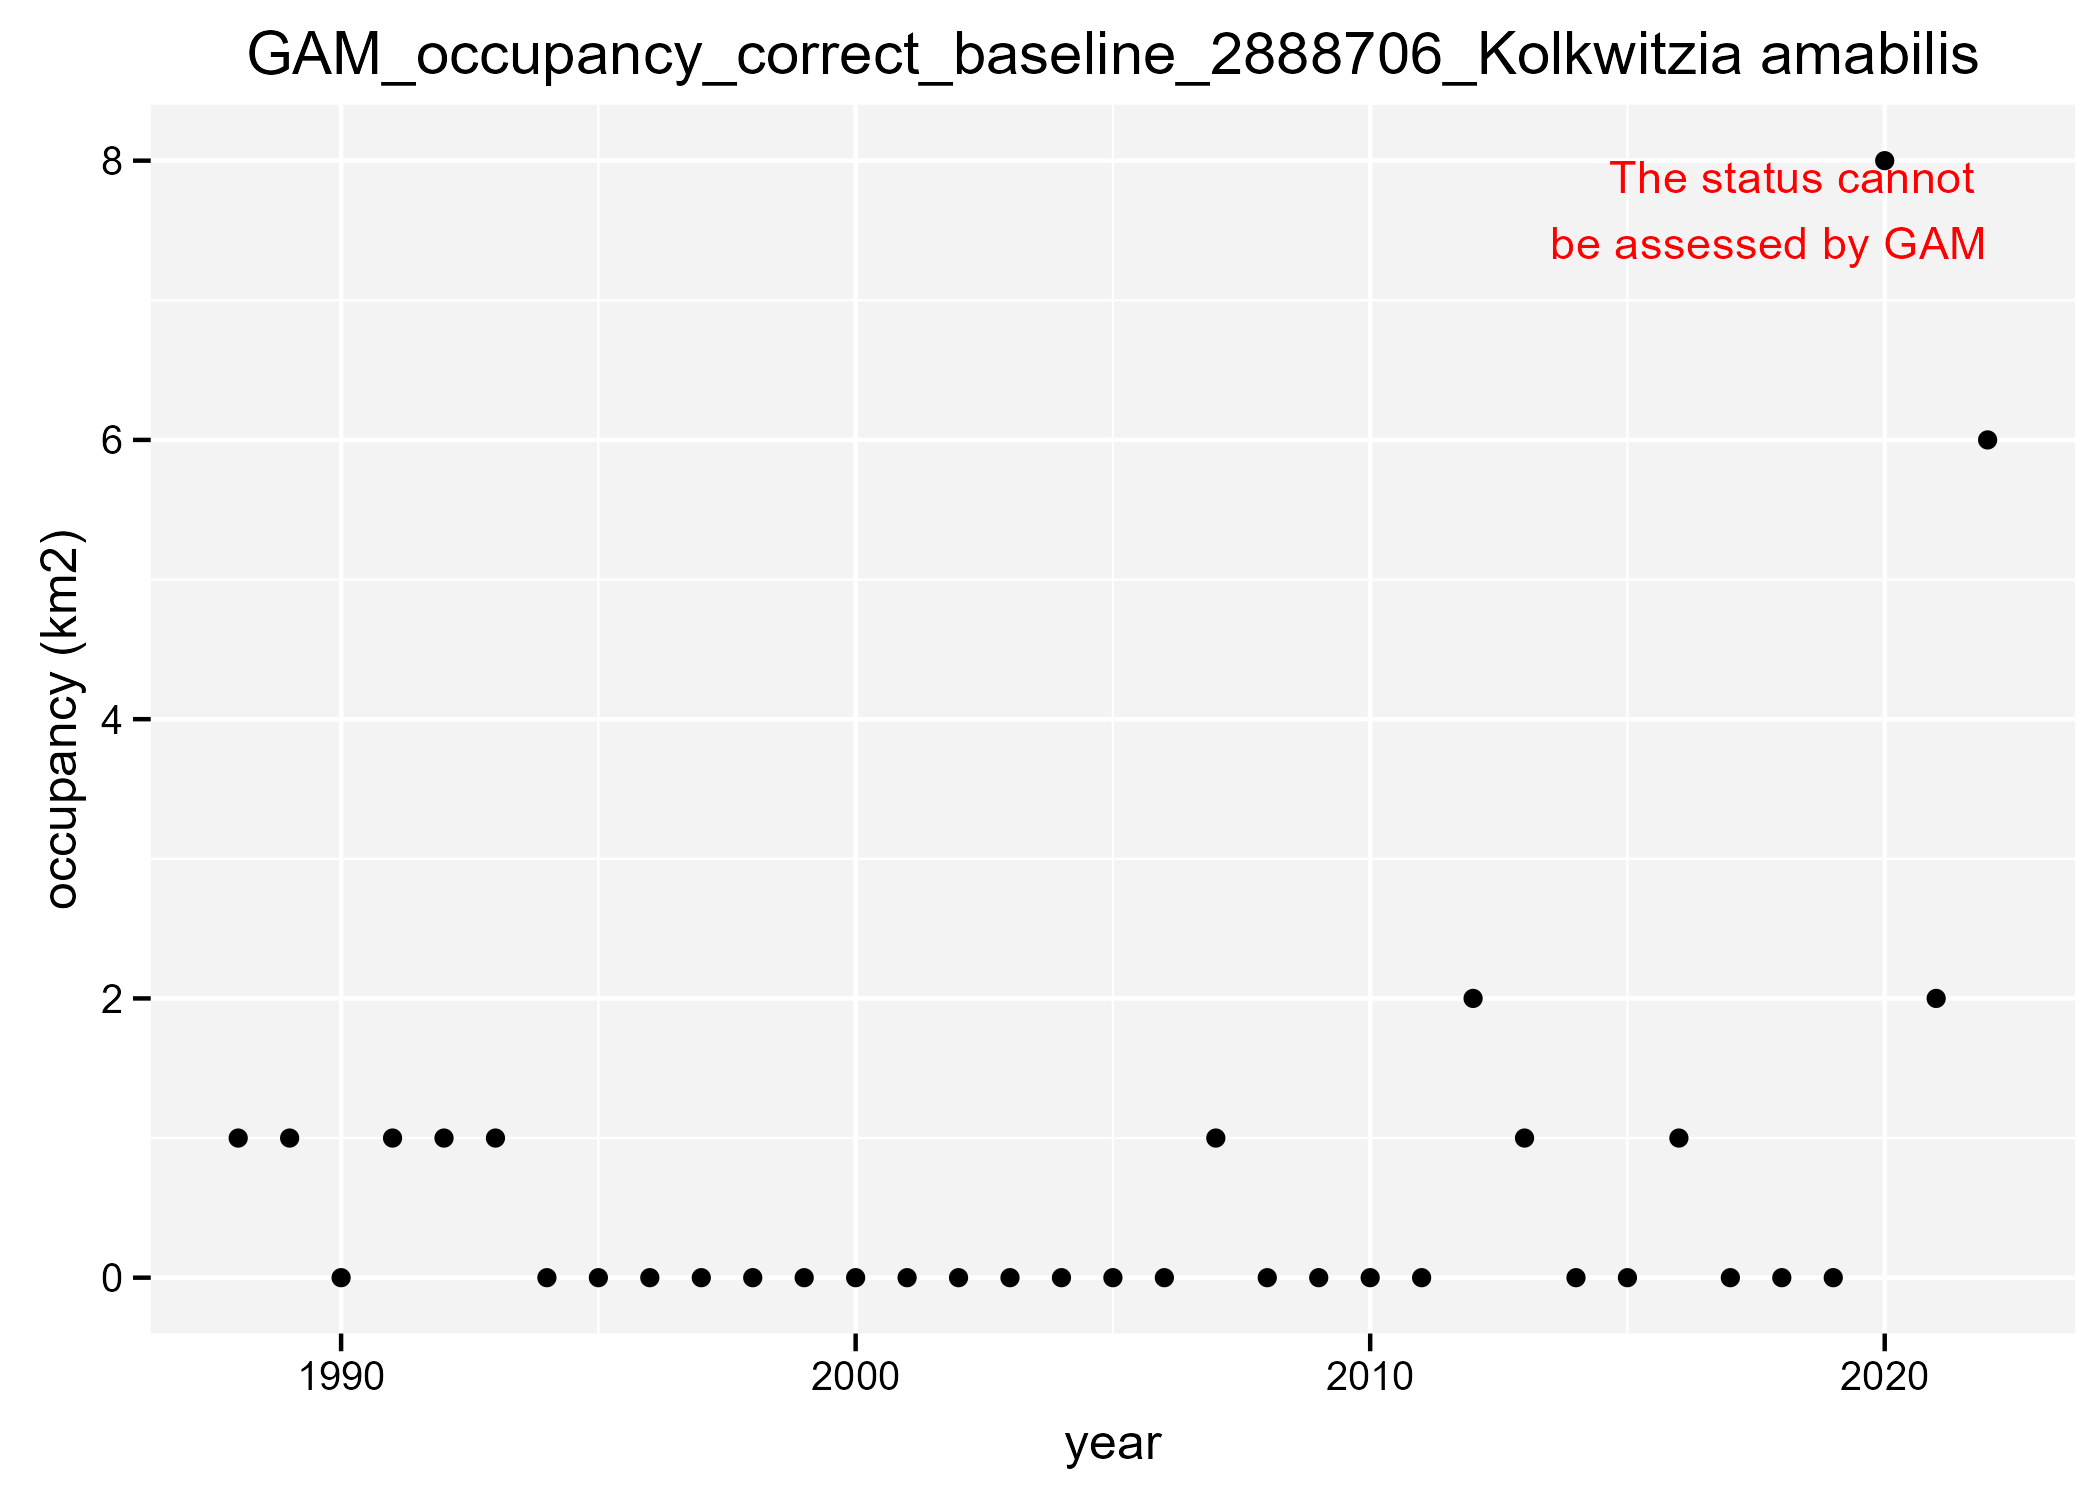 GAM_occupancy_correct_baseline_2888706_Kolkwitzia amabilis
8
The status cannot
be assessed by GAM
6
occupancy (km2)
4
2
0
1990 2000 2010 2020
year